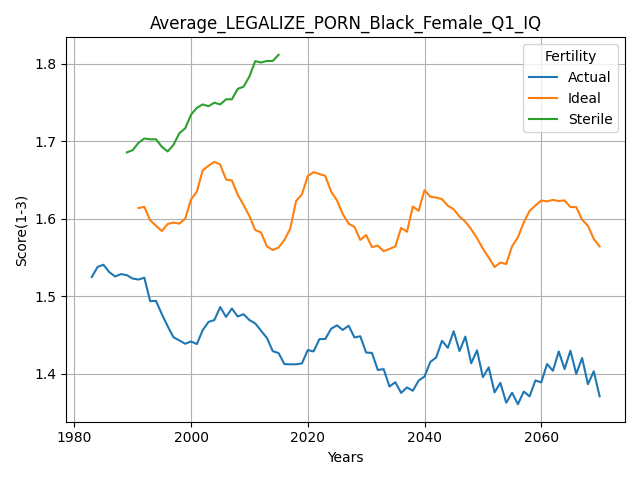 Average_LEGALIZE_PORN_Black_Female_Q1_IQ
Fertility
Actual
Ideal
Sterile
Score(1-3)
1.8
1.7
1.6
1.5
1.4
1980
2000
2020
2040
2060
Years